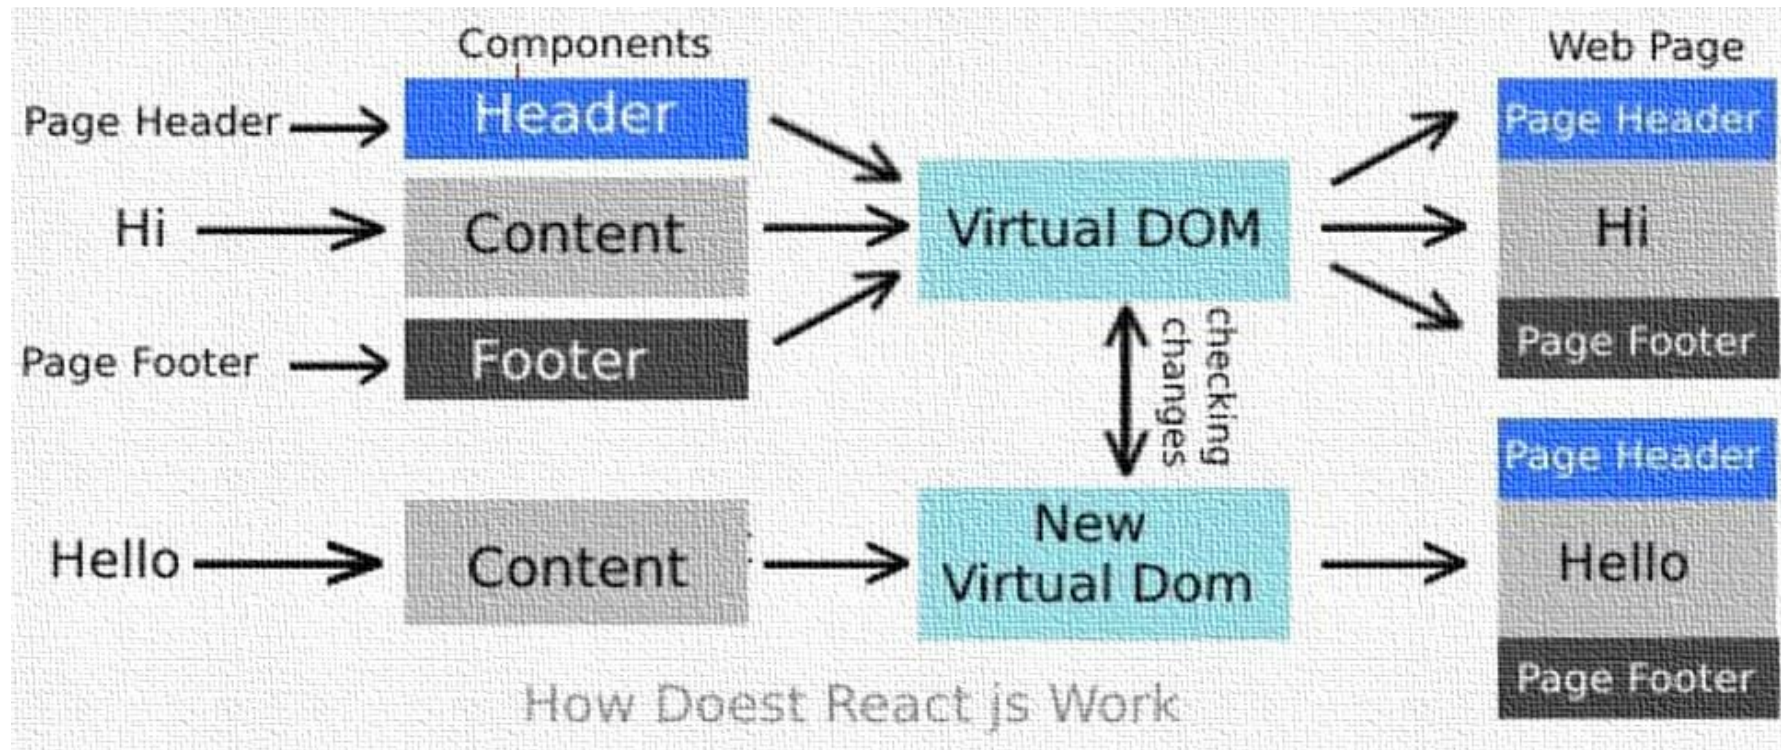 Components
Web Page
Page Header
Header
Page Header
Hi
Content
Virtual DOM
Hi
Page Footer
Footer
Page Footer
checking
changes
Page Header
Hello
Content
New
Virtual Dom
Hello
Page Footer
How Doest React js Work